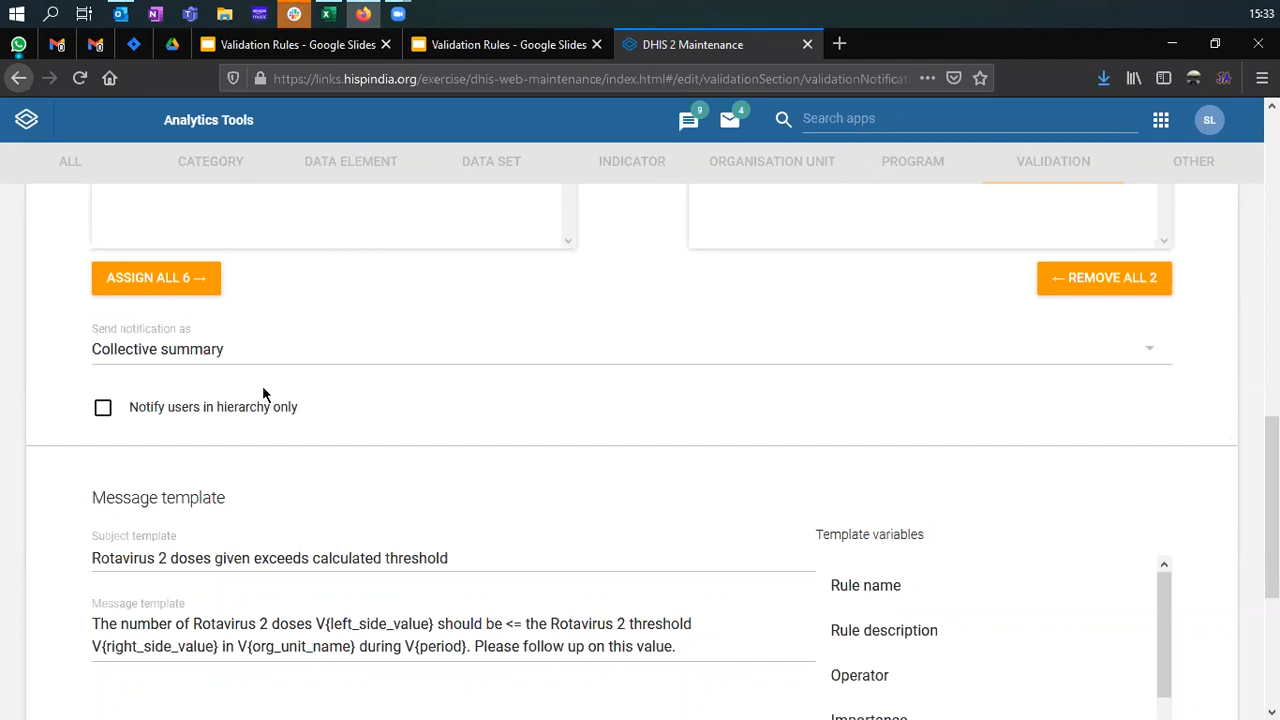 15:33
Validation Rules - Google Slides
Validation Rules - Google Slides
DHIS 2 Maintenance
https://links.hispindia.org/exercise/dhis-web-maintenance/index.html#/edit/validationSection/validationNotifica
Analytics Tools
9
4
Search apps
SL
ALL
CATEGORY
DATA ELEMENT
DATA SET
INDICATOR
ORGANISATION UNIT
PROGRAM
VALIDATION
OTHER
ASSIGN ALL 6 →
← REMOVE ALL 2
Send notification as
Collective summary
Notify users in hierarchy only
Message template
Subject template
Rotavirus 2 doses given exceeds calculated threshold
Message template
The number of Rotavirus 2 doses V{left_side_value} should be <= the Rotavirus 2 threshold
V{right_side_value} in V{org_unit_name} during V{period}. Please follow up on this value.
Template variables
Rule name
Rule description
Operator
Importance